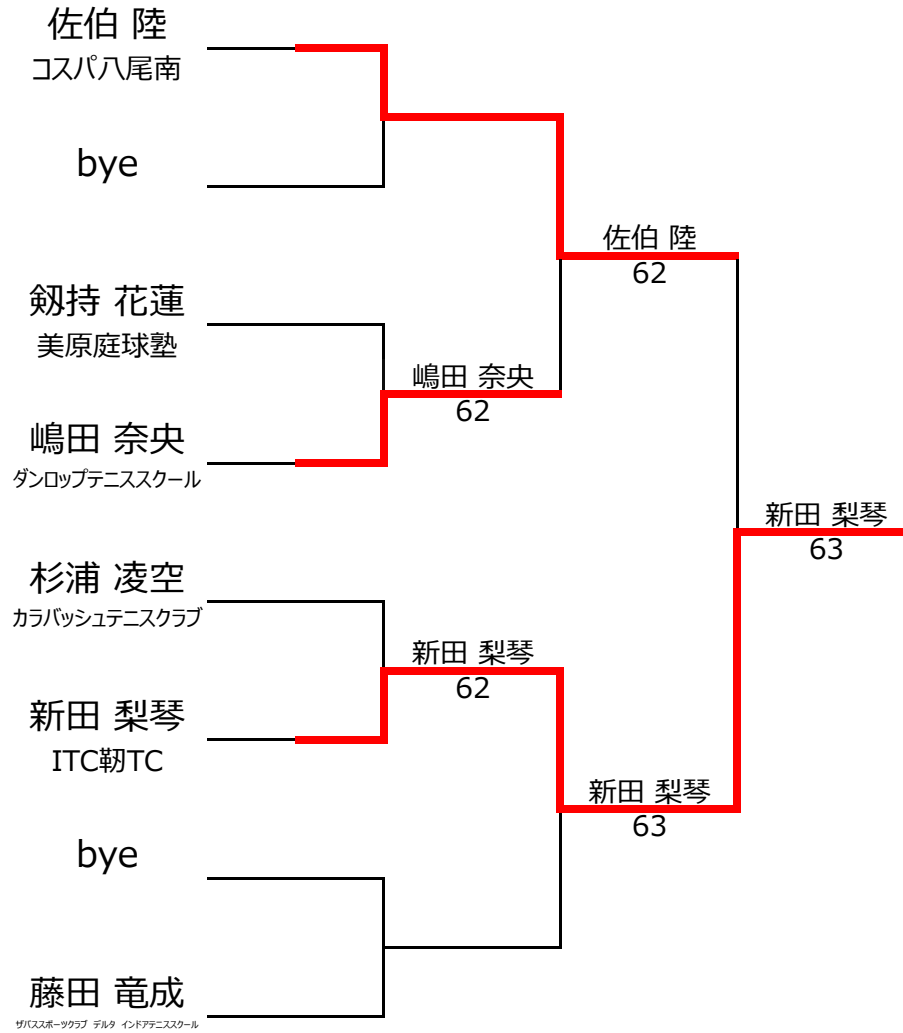 佐伯 陸
コスパ八尾南
bye
佐伯 陸
62
剱持 花蓮
美原庭球塾
嶋田 奈央
62
嶋田 奈央
ダンロップテニススクール
新田 梨琴
63
杉浦 凌空
カラバッシュテニスクラブ
新田 梨琴
62
新田 梨琴
ITC靭TC
新田 梨琴
63
bye
藤田 竜成
ザバススポーツクラブ デルタ インドアテニススクール